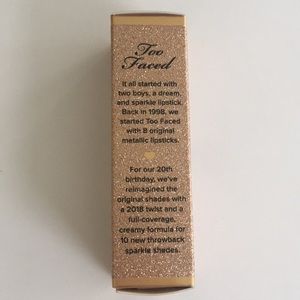 Too
Faced
It all started with
two boys, a dream,
and sparkle lipstick.
Back in 1998, we
started Too Faced
with 8 original
metallic lipsticks.
For our 20th
birthday, we've
reimagined the
original shades with
a 2018 twist and a
full-coverage,
creamy formula for
10 new throwback
sparkle shades.